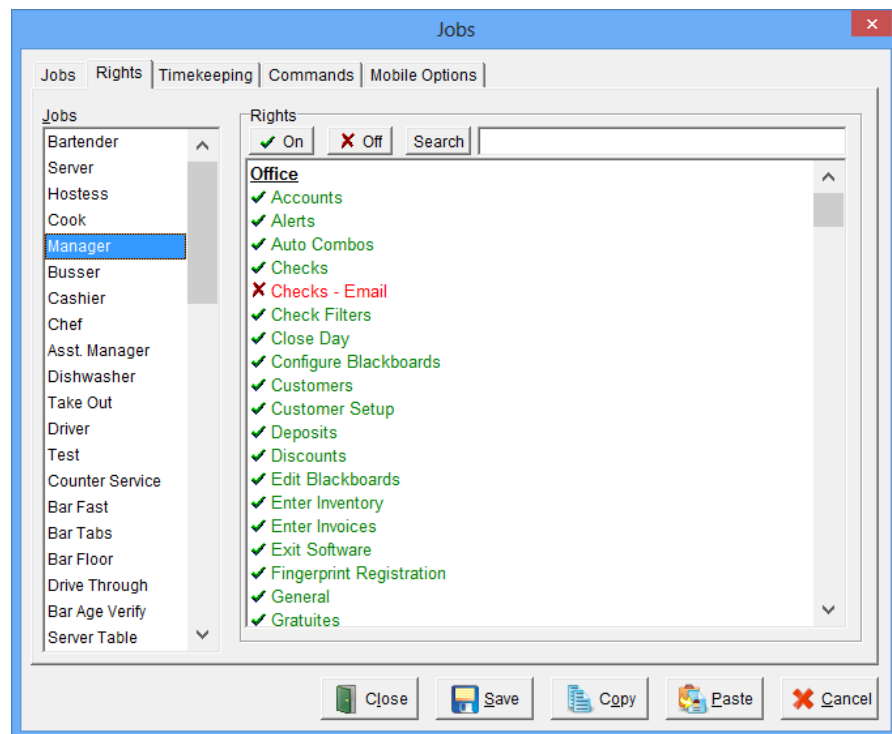 Jobs
Jobs Rights Timekeeping Commands Mobile Options
Jobs
Bartender
Server
Hostess
Cook
Manager
Busser
Cashier
Chef
Asst. Manager
Dishwasher
Take Out
Driver
Test
Counter Service
Bar Fast
Bar Tabs
Bar Floor
Drive Through
Bar Age Verify
Server Table
Rights
On Off Search
Office
Accounts
Alerts
Auto Combos
Checks
Checks - Email
Check Filters
Close Day
Configure Blackboards
Customers
Customer Setup
Deposits
Discounts
Edit Blackboards
Enter Inventory
Enter Invoices
Exit Software
Fingerprint Registration
General
Gratuites
Close Save Copy Paste Cancel